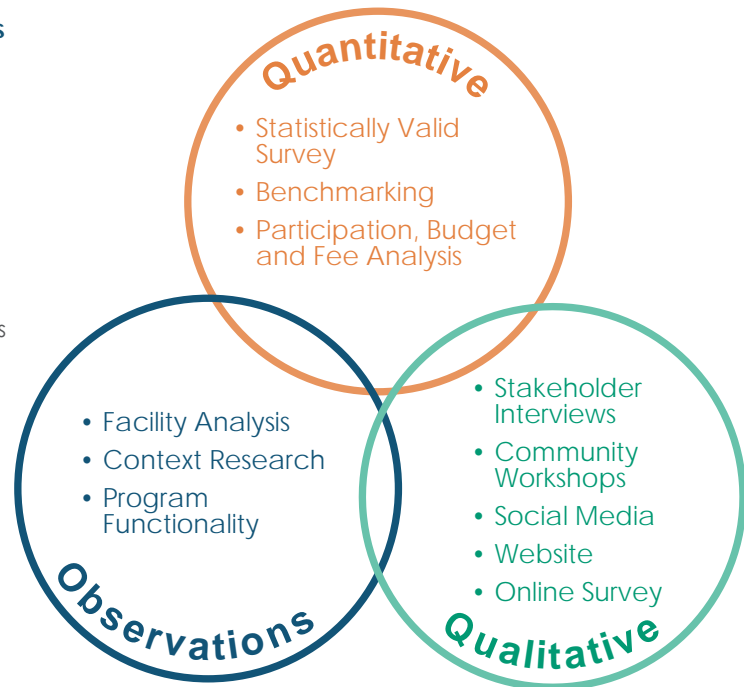 Quantitative
• Statistically Valid
Survey
• Benchmarking
• Participation, Budget
and Fee Analysis
• Facility Analysis
• Context Research
• Program
Functionality
Observations
• Stakeholder
Interviews
• Community
Workshops
• Social Media
• Website
• Online Survey
Qualitative